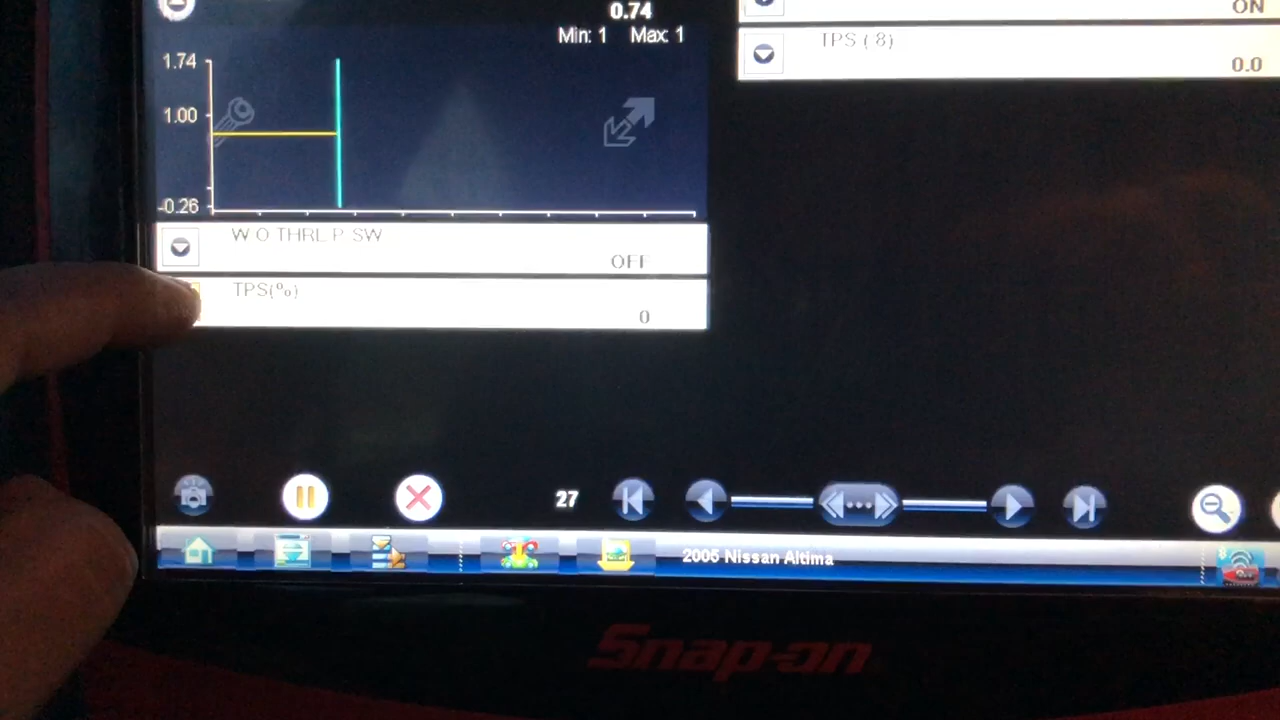 0.74
Min: 1 Max: 1
1.74
1.00
-0.26
W O THRL P SW
OFF
TPS(%)
0
ON
TPS ( 8)
0.0
27
2005 Nissan Altima
Snap-on